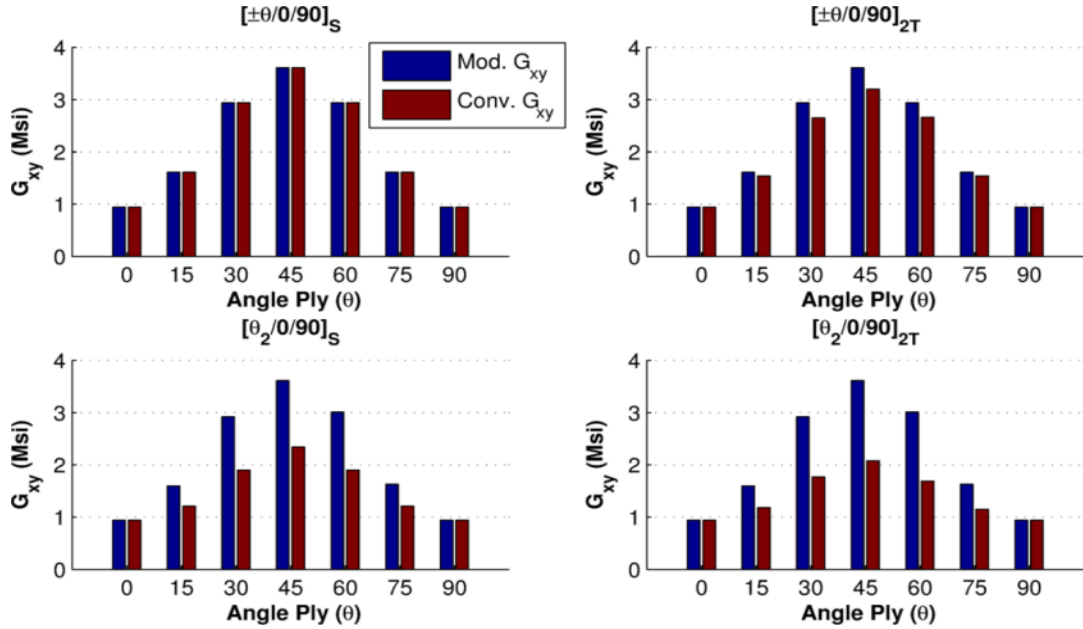 [±θ/0/90]S
4
3
2
1
0
Gxy (Msi)
Mod. Gxy
Conv. Gxy
0 15 30 45 60 75 90
Angle Ply (θ)
[±θ/0/90]2T
4
3
2
1
0
Gxy (Msi)
0 15 30 45 60 75 90
Angle Ply (θ)
[θ2/0/90]S
4
3
2
1
0
Gxy (Msi)
0 15 30 45 60 75 90
Angle Ply (θ)
[θ2/0/90]2T
4
3
2
1
0
Gxy (Msi)
0 15 30 45 60 75 90
Angle Ply (θ)